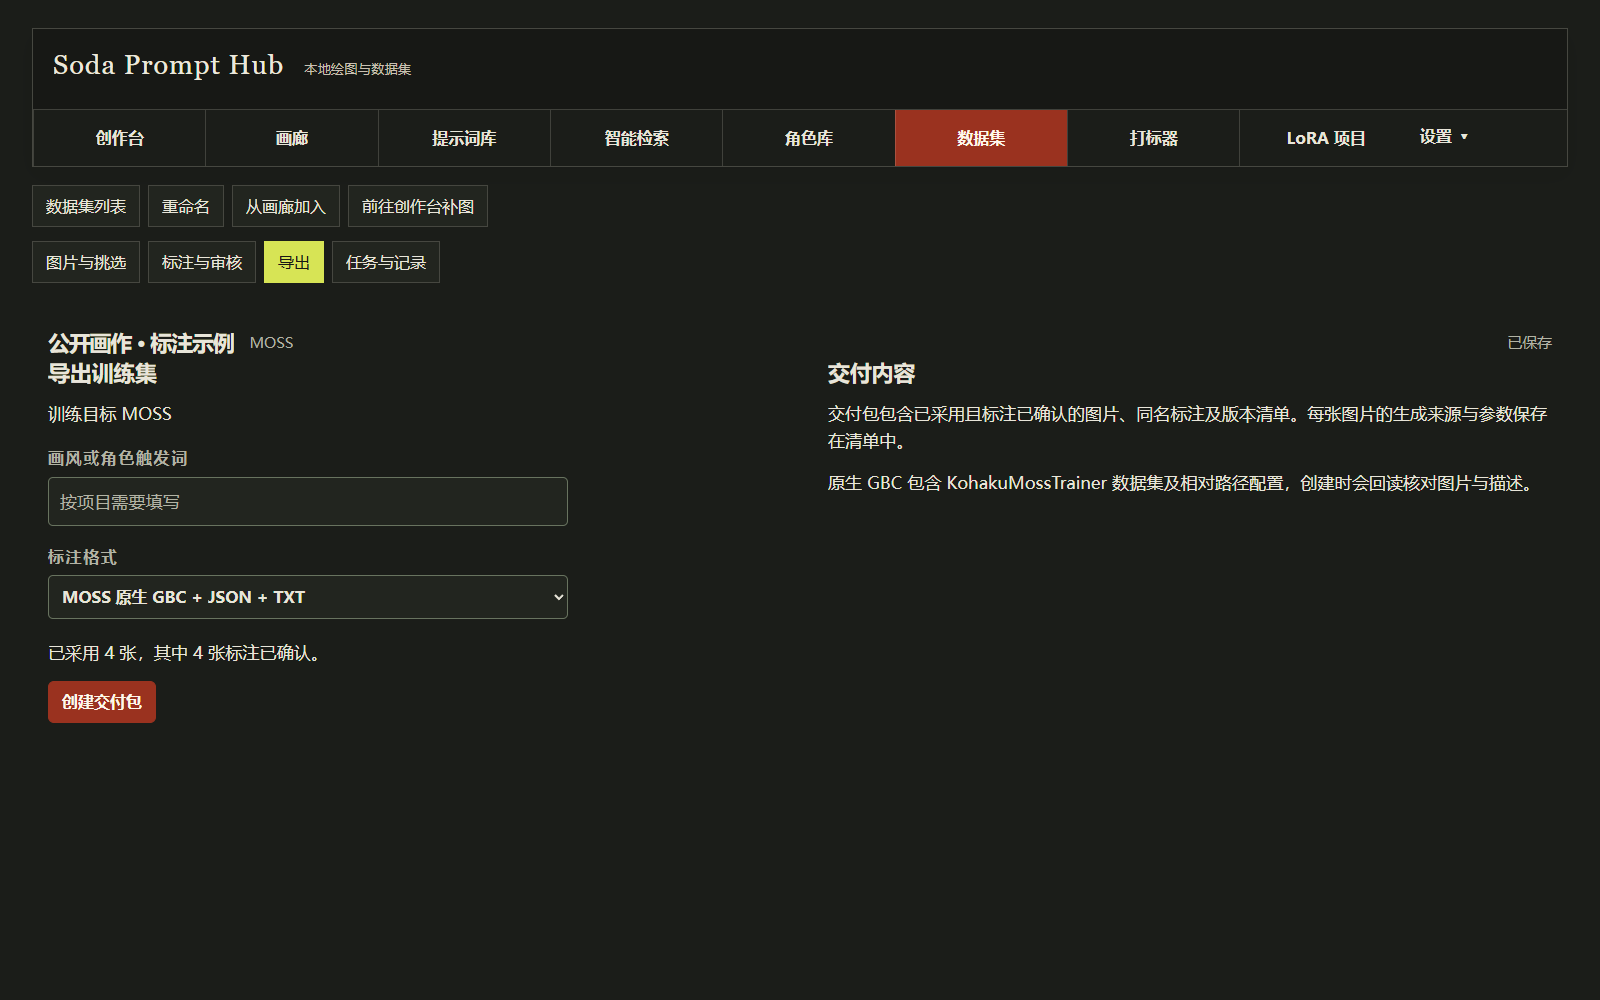 Soda Prompt Hub 本地绘图与数据集
创作台 画廊 提示词库 智能检索 角色库 数据集 打标器 LoRA 项目 设置 ▼
数据集列表 重命名 从画廊加入 前往创作台补图
图片与挑选 标注与审核 导出 任务与记录
公开画作 • 标注示例 MOSS 已保存
导出训练集
训练目标 MOSS
画风或角色触发词
按项目需要填写
标注格式
MOSS 原生 GBC + JSON + TXT
已采用 4 张，其中 4 张标注已确认。
创建交付包
交付内容
交付包包含已采用且标注已确认的图片、同名标注及版本清单。每张图片的生成来源与参数保存
在清单中。
原生 GBC 包含 KohakuMossTrainer 数据集及相对路径配置，创建时会回读核对图片与描述。